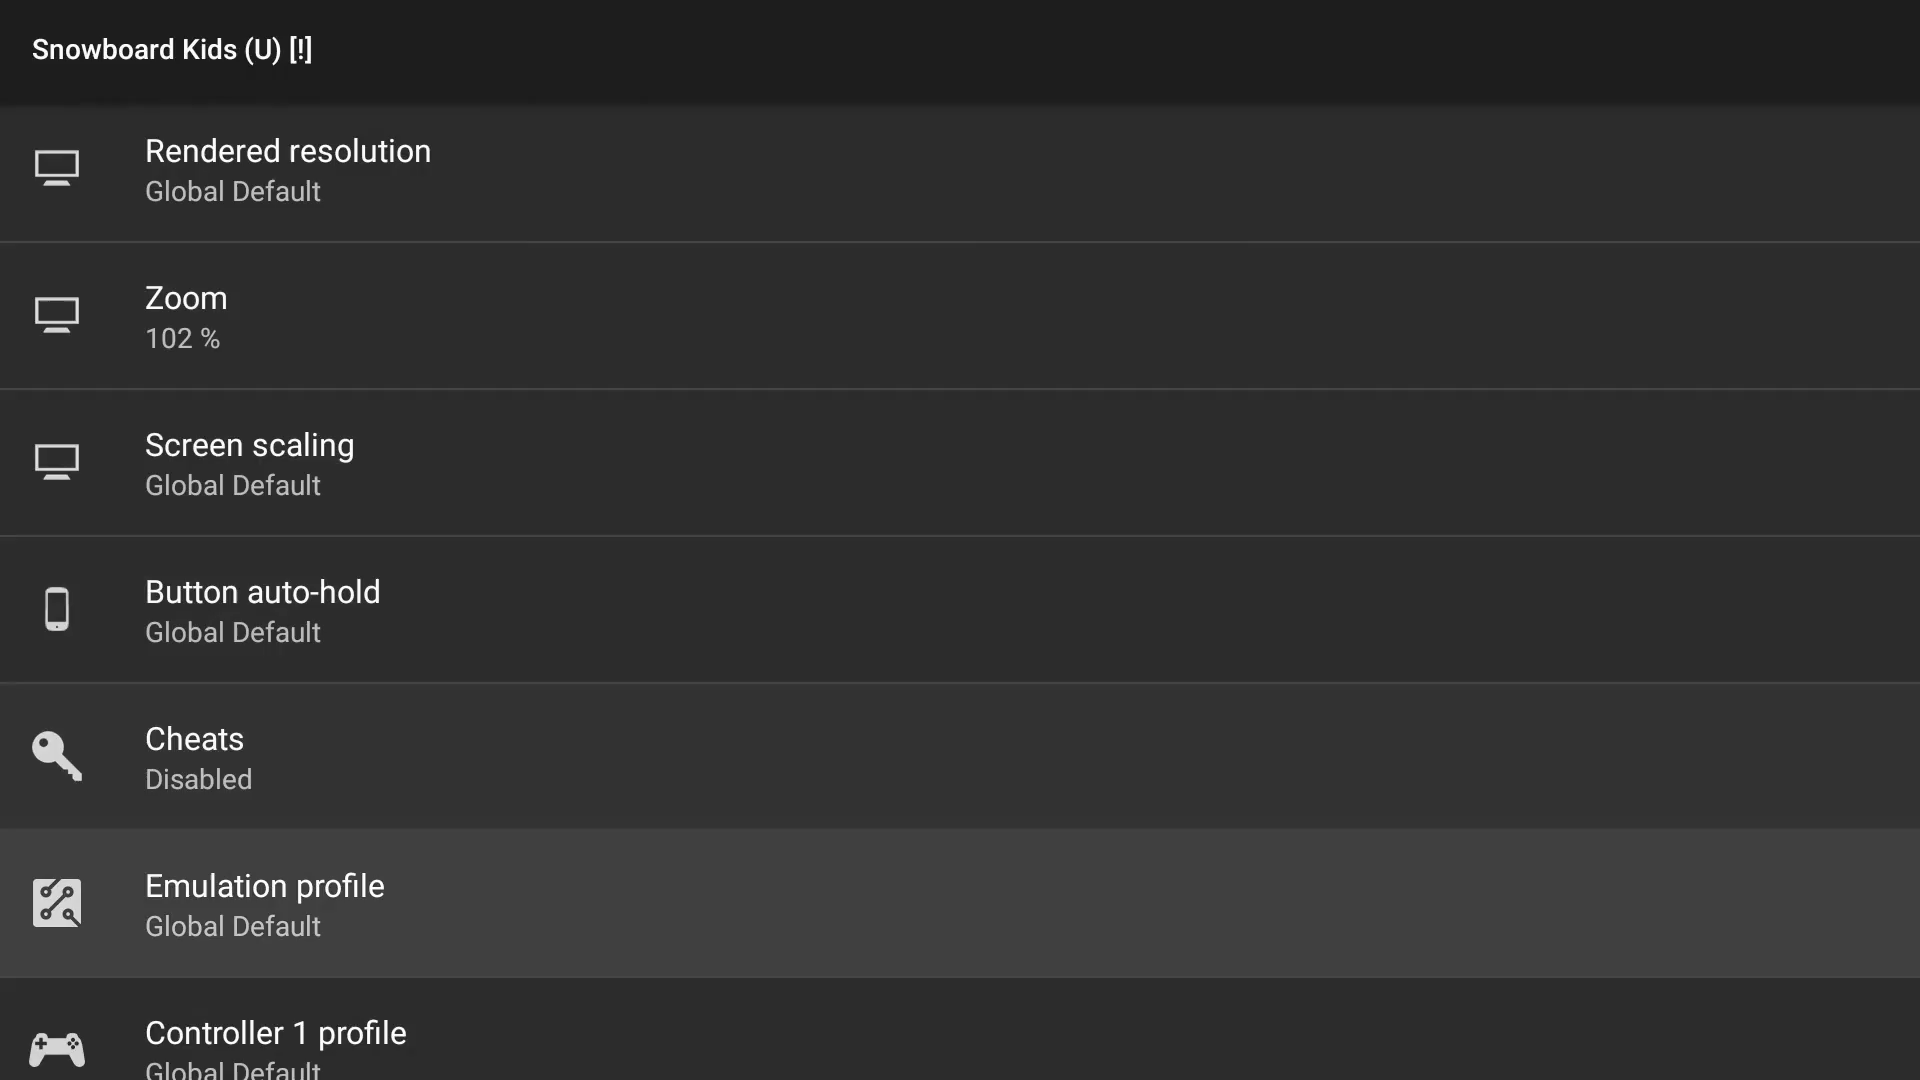 Snowboard Kids (U) [!]
Rendered resolution
Global Default
Zoom
102 %
Screen scaling
Global Default
Button auto-hold
Global Default
Cheats
Disabled
Emulation profile
Global Default
Controller 1 profile
Global Default